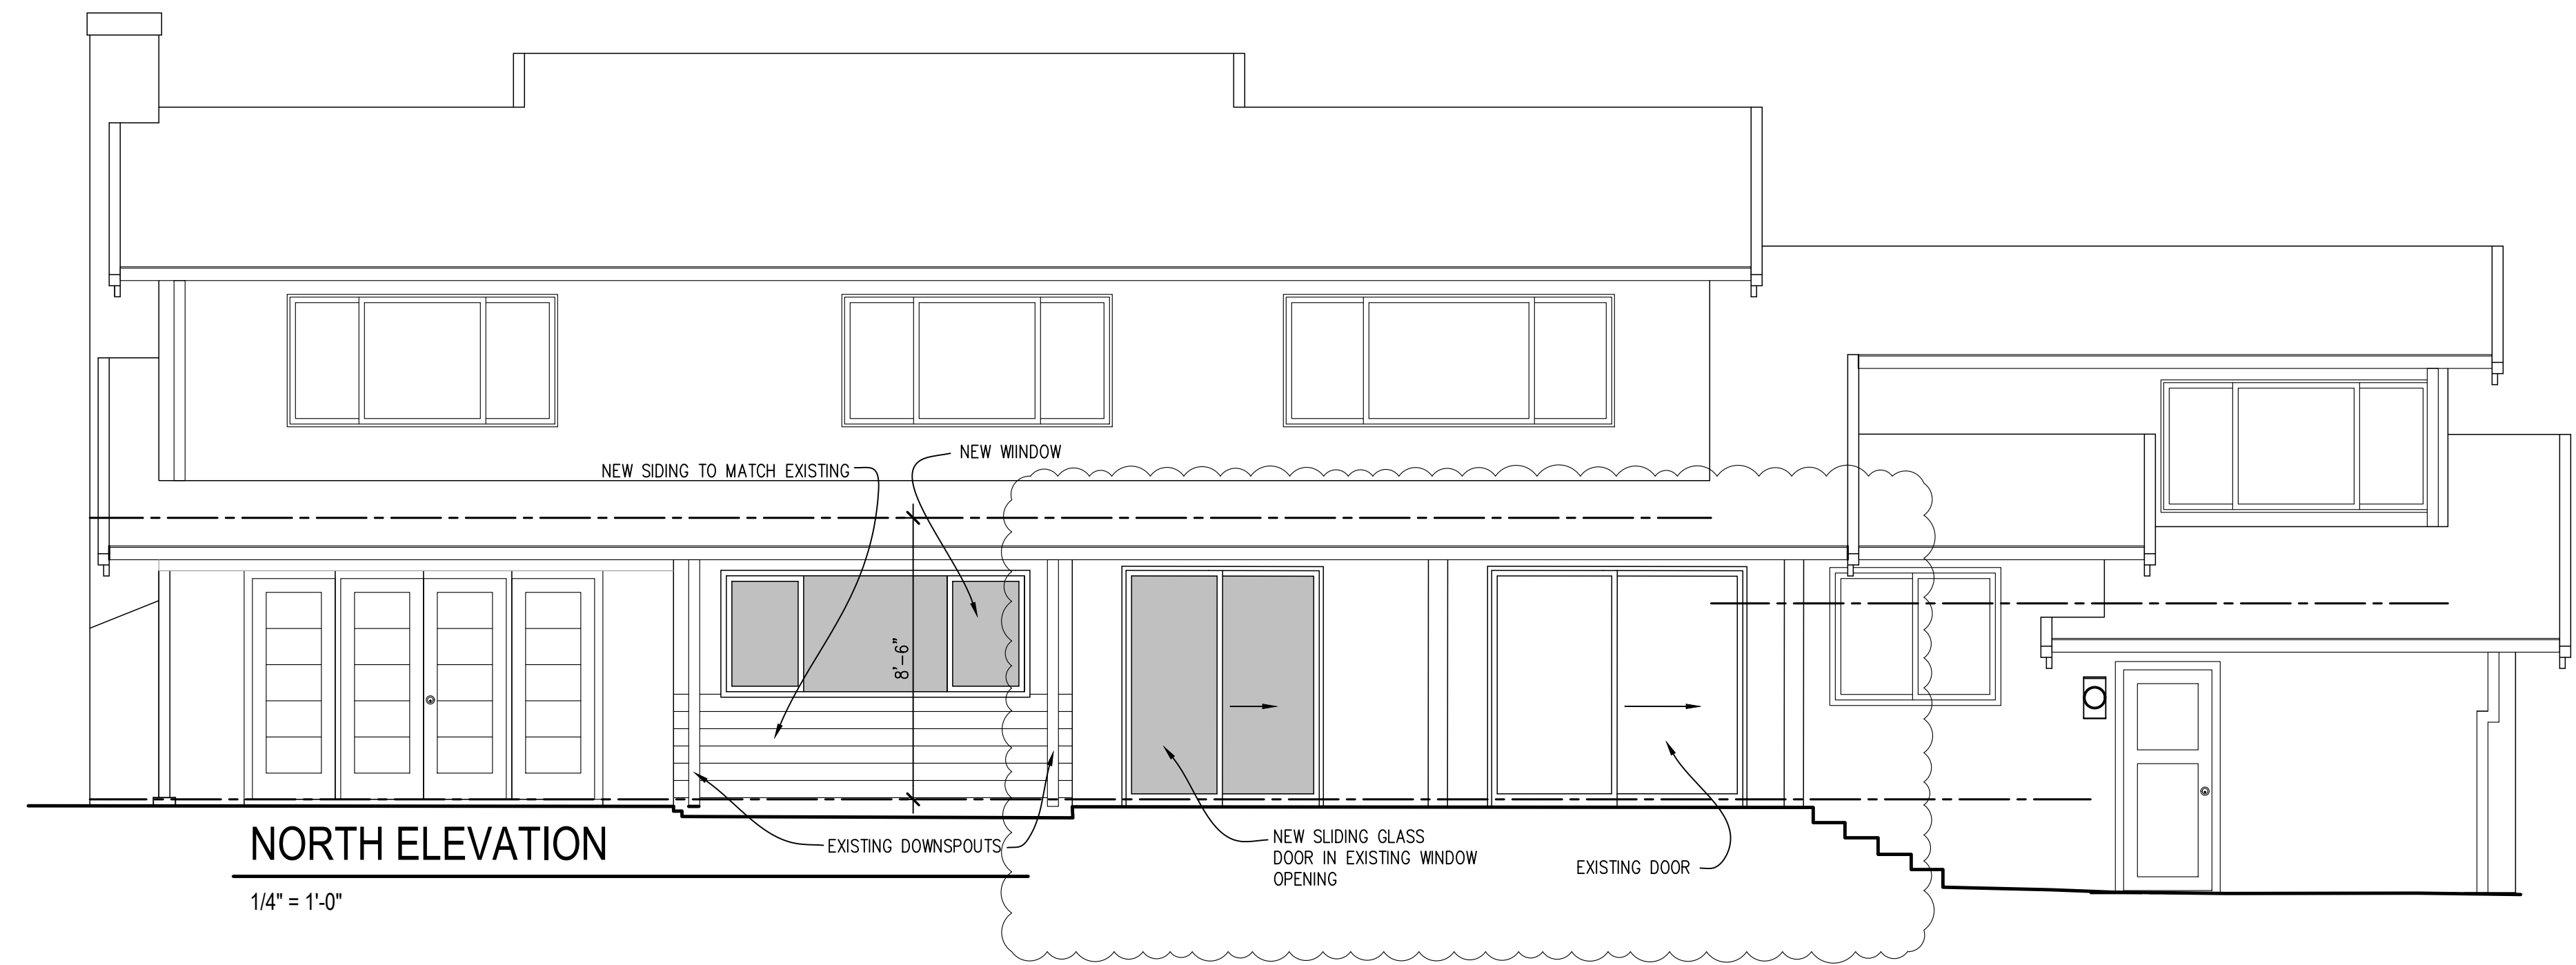 NEW WIINDOW
NEW SIDING TO MATCH EXISTING
8'-6"
EXISTING DOWNSPOUTS
NEW SLIDING GLASS
DOOR IN EXISTING WINDOW
OPENING
EXISTING DOOR
NORTH ELEVATION
1/4" = 1'-0"